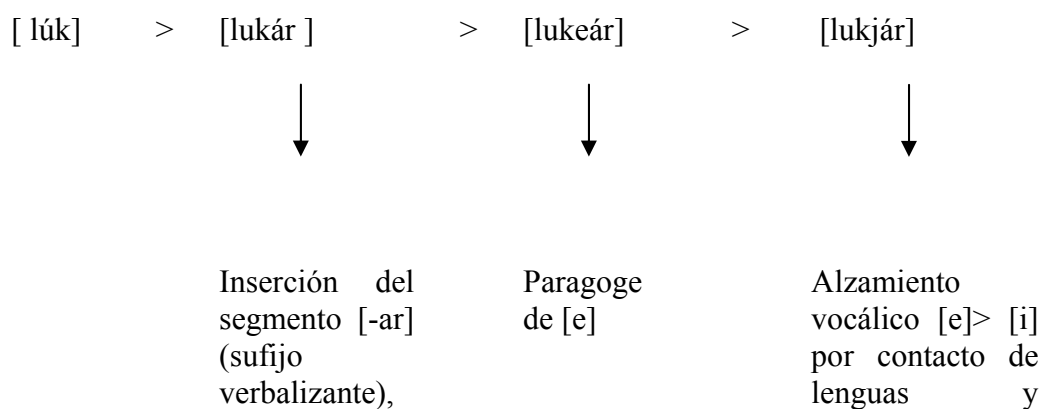 [ lúk] > [lukár ] > [lukeár] > [lukjár]
Inserción del
segmento [-ar]
(sufijo
verbalizante),
Paragoge
de [e]
Alzamiento
vocálico [e]> [i]
por contacto de
lenguas y